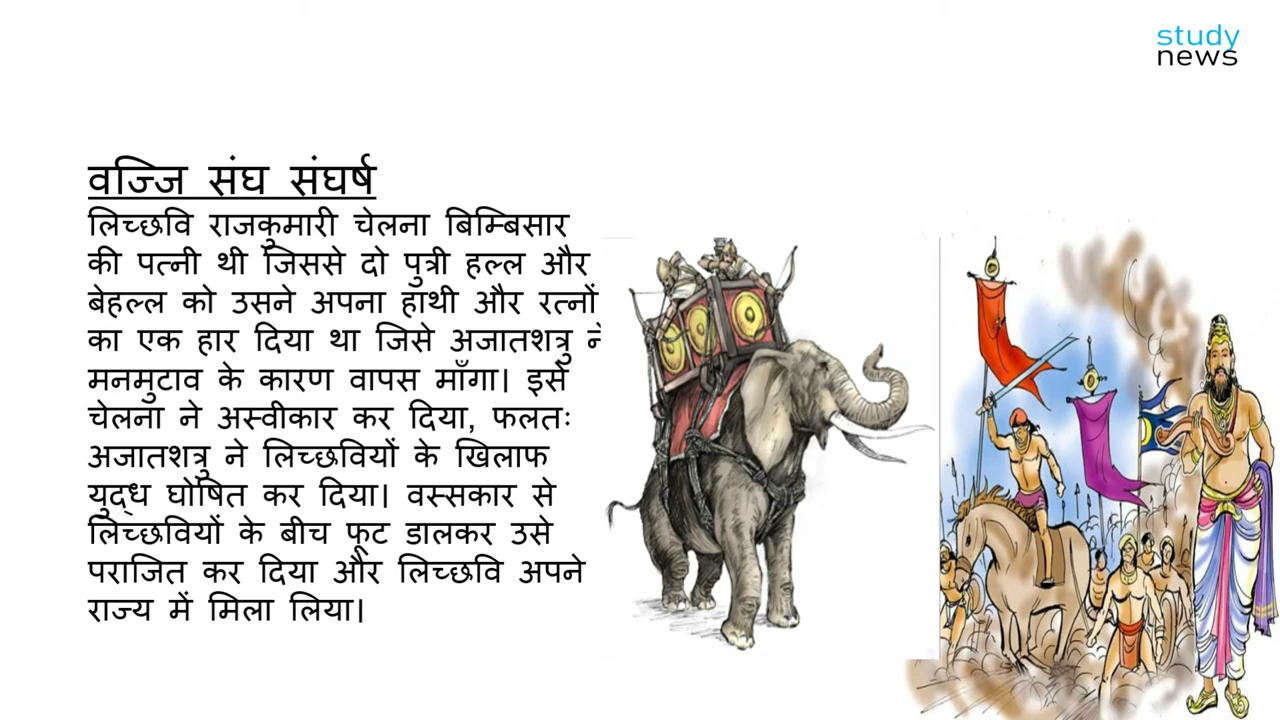 study
news
वज्जि संघ संघर्ष
लिच्छवि राजकुमारी चेलना बिम्बिसार
की पत्नी थी जिससे दो पुत्री हल्ल और
बेहल्ल को उसने अपना हाथी और रत्नों
का एक हार दिया था जिसे अजातशत्रु ने
मनमुटाव के कारण वापस माँगा। इसे
चेलना ने अस्वीकार कर दिया, फलतः
अजातशत्रु ने लिच्छवियों के खिलाफ
युद्ध घोषित कर दिया। वस्सकार से
लिच्छवियों के बीच फूट डालकर उसे
पराजित कर दिया और लिच्छवि अपने
राज्य में मिला लिया।